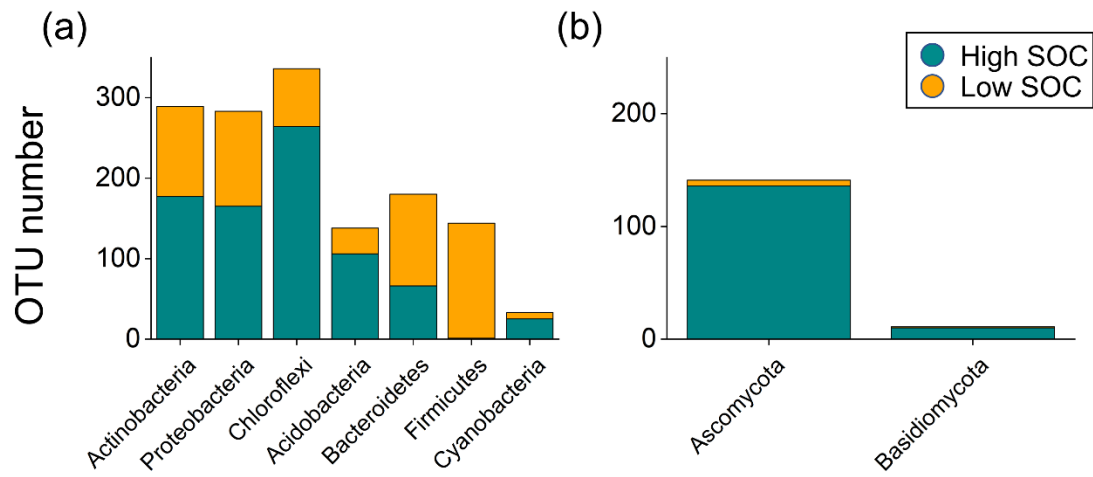 (a)
OTU number
300
200
100
0
Actinobacteria
Proteobacteria
Chloroflexi
Acidobacteria
Bacteroidetes
Firmicutes
Cyanobacteria
(b)
High SOC
Low SOC
200
100
0
Ascomycota
Basidiomycota